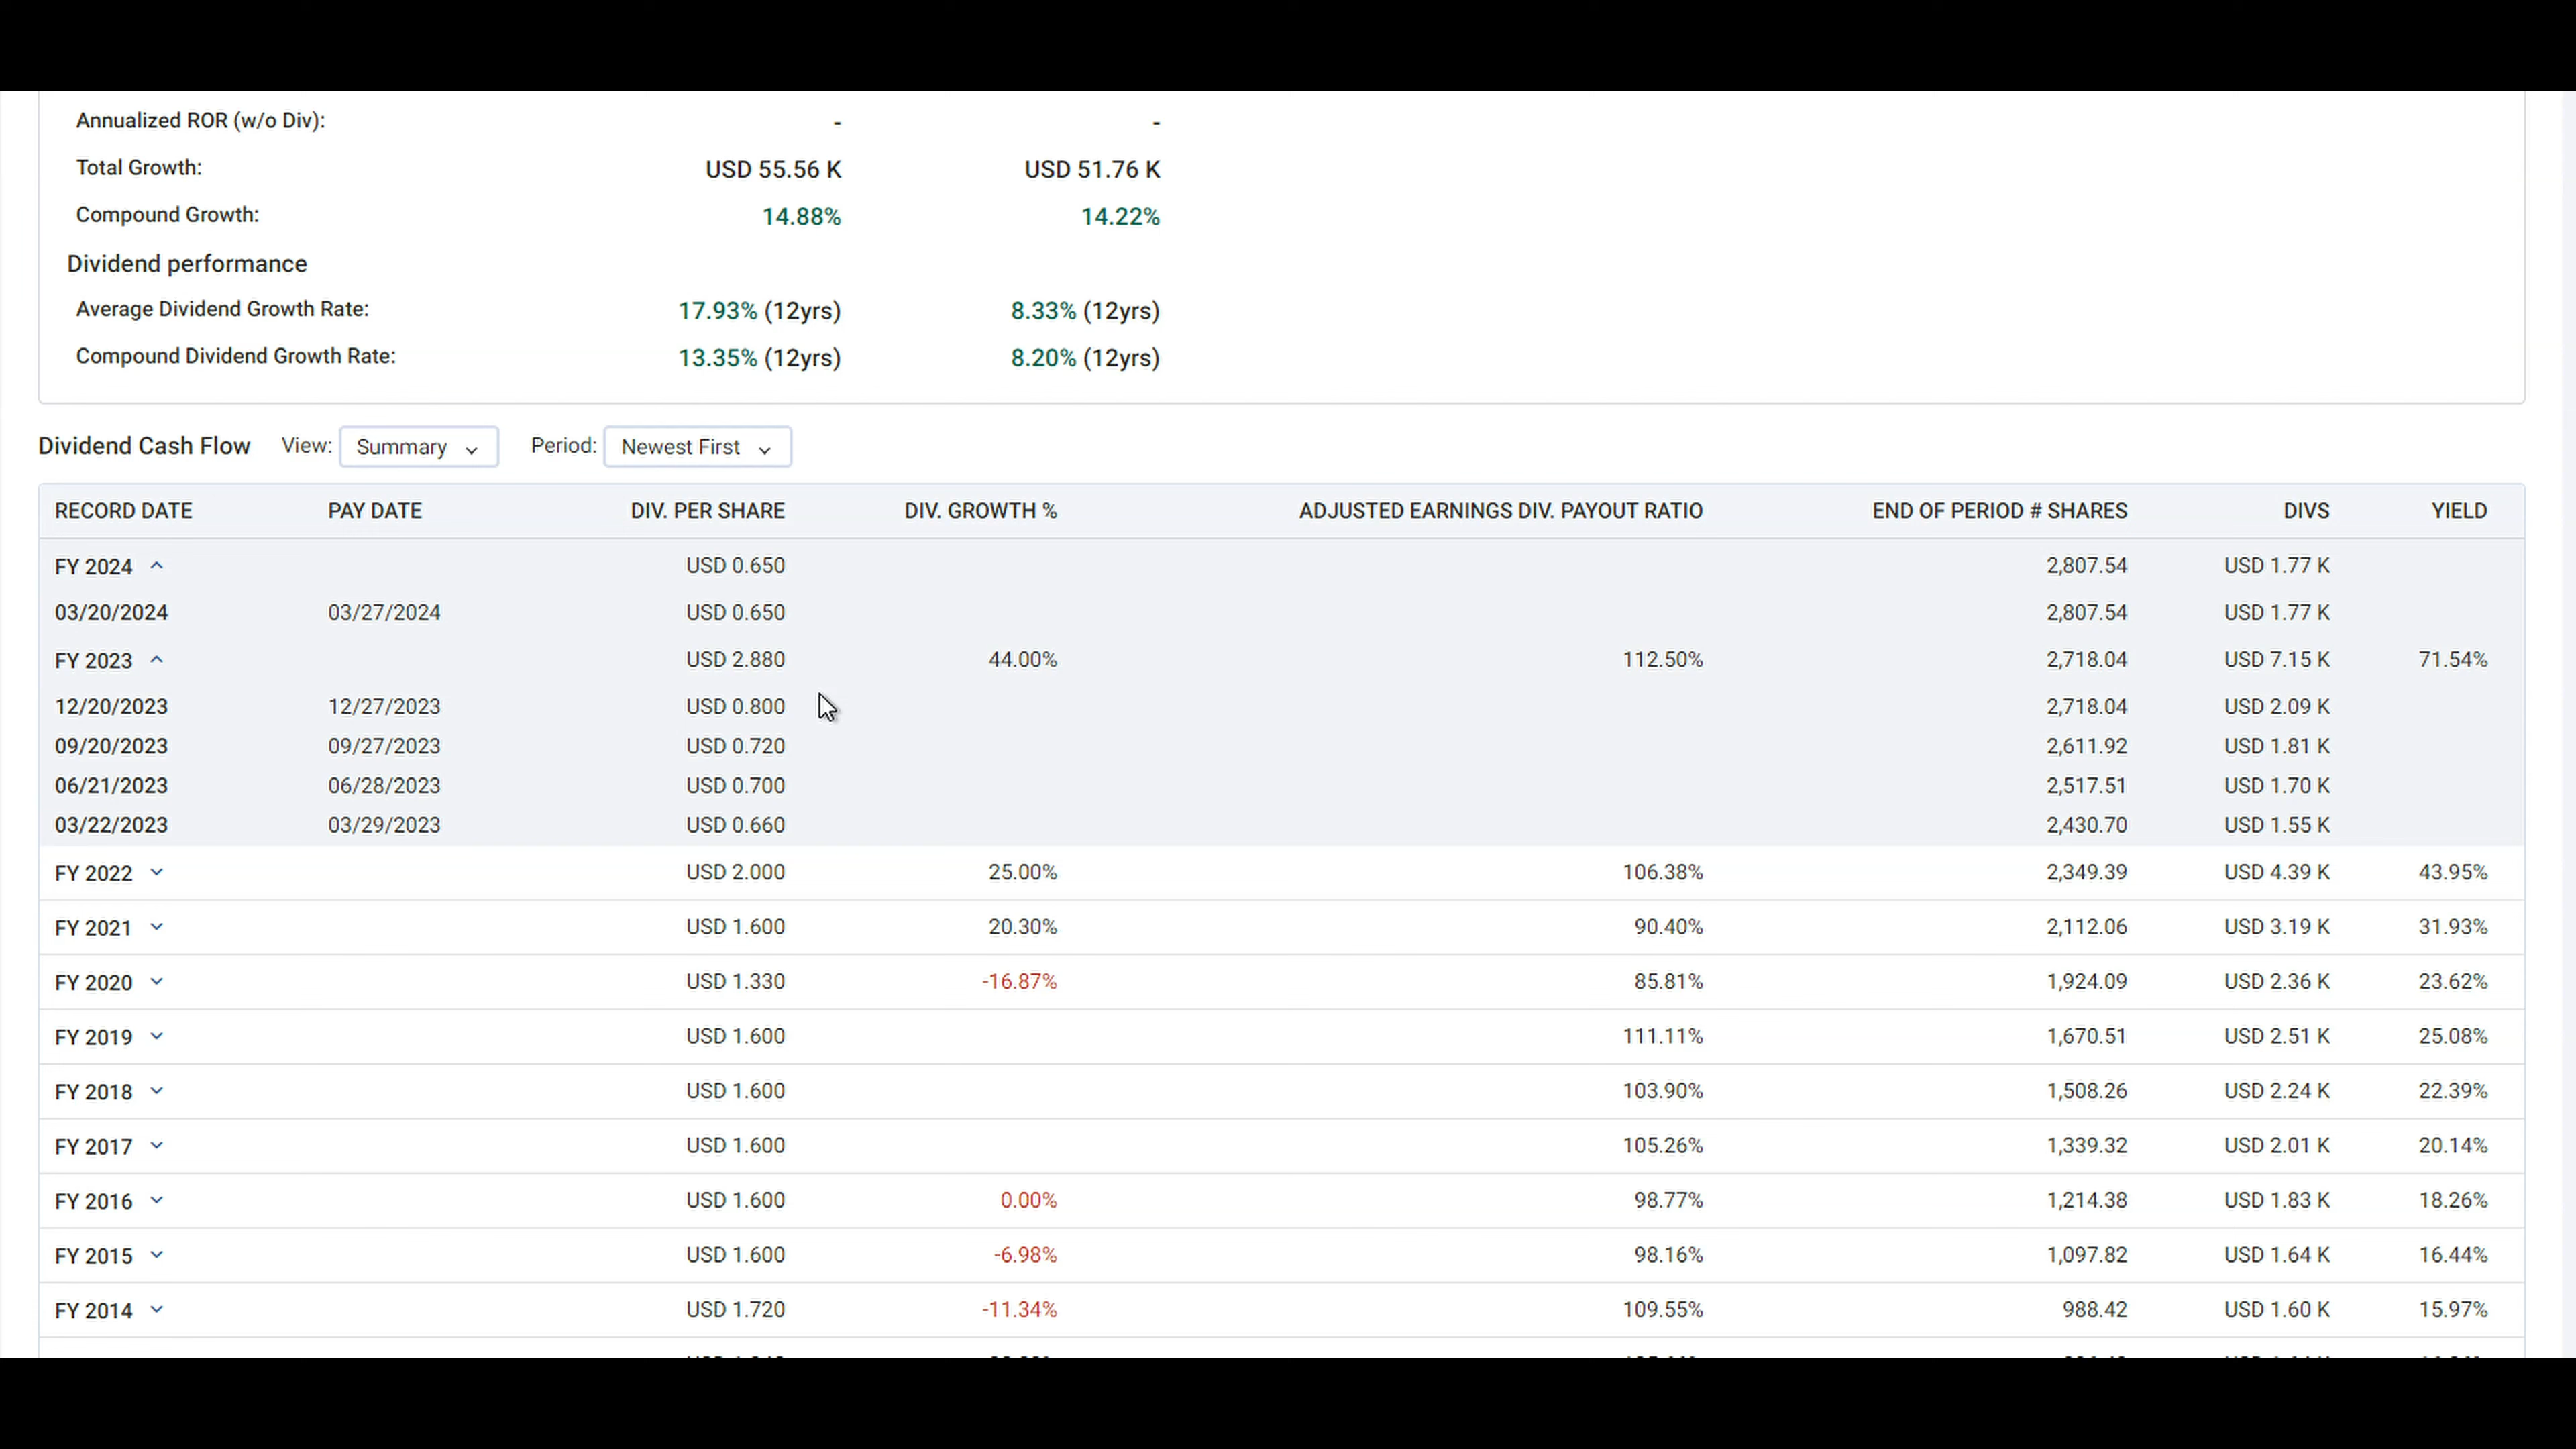 Annualized ROR (w/o Div): - -
Total Growth: USD 55.56 K USD 51.76 K
Compound Growth: 14.88% 14.22%
Dividend performance
Average Dividend Growth Rate: 17.93% (12yrs) 8.33% (12yrs)
Compound Dividend Growth Rate: 13.35% (12yrs) 8.20% (12yrs)
Dividend Cash Flow View: Summary Period: Newest First
RECORD DATE PAY DATE DIV. PER SHARE DIV. GROWTH % ADJUSTED EARNINGS DIV. PAYOUT RATIO END OF PERIOD # SHARES DIVS YIELD
FY 2024 USD 0.650 2,807.54 USD 1.77 K
03/20/2024 03/27/2024 USD 0.650 2,807.54 USD 1.77 K
FY 2023 USD 2.880 44.00% 112.50% 2,718.04 USD 7.15 K 71.54%
12/20/2023 12/27/2023 USD 0.800 2,718.04 USD 2.09 K
09/20/2023 09/27/2023 USD 0.720 2,611.92 USD 1.81 K
06/21/2023 06/28/2023 USD 0.700 2,517.51 USD 1.70 K
03/22/2023 03/29/2023 USD 0.660 2,430.70 USD 1.55 K
FY 2022 USD 2.000 25.00% 106.38% 2,349.39 USD 4.39 K 43.95%
FY 2021 USD 1.600 20.30% 90.40% 2,112.06 USD 3.19 K 31.93%
FY 2020 USD 1.330 -16.87% 85.81% 1,924.09 USD 2.36 K 23.62%
FY 2019 USD 1.600 111.11% 1,670.51 USD 2.51 K 25.08%
FY 2018 USD 1.600 103.90% 1,508.26 USD 2.24 K 22.39%
FY 2017 USD 1.600 105.26% 1,339.32 USD 2.01 K 20.14%
FY 2016 USD 1.600 0.00% 98.77% 1,214.38 USD 1.83 K 18.26%
FY 2015 USD 1.600 -6.98% 98.16% 1,097.82 USD 1.64 K 16.44%
FY 2014 USD 1.720 -11.34% 109.55% 988.42 USD 1.60 K 15.97%